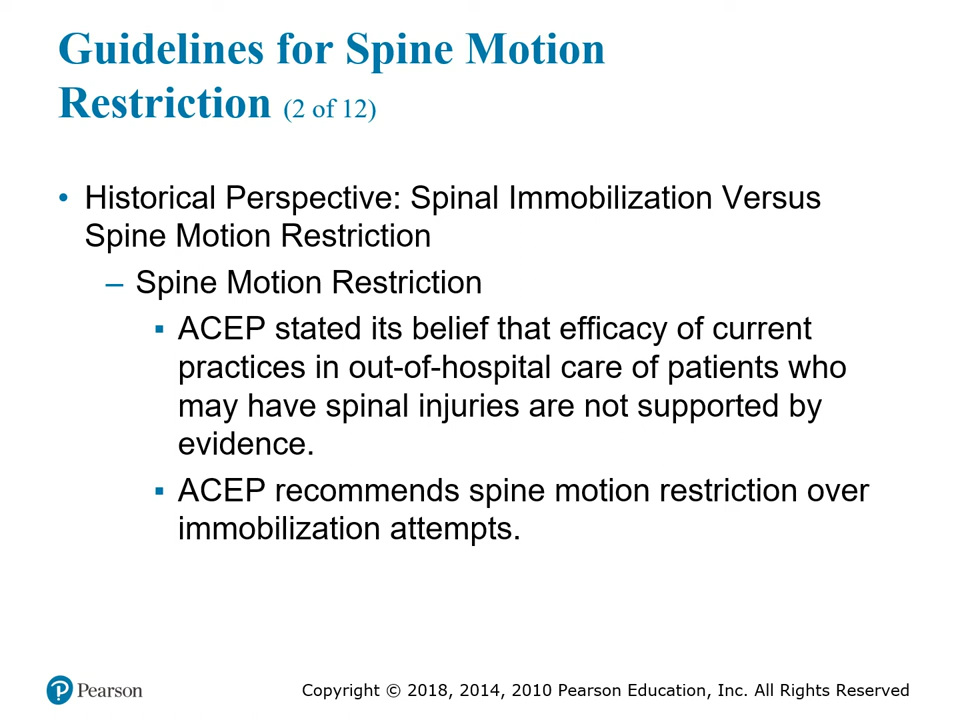 Guidelines for Spine Motion
Restriction (2 of 12)
• Historical Perspective: Spinal Immobilization Versus
Spine Motion Restriction
– Spine Motion Restriction
▪ ACEP stated its belief that efficacy of current
practices in out-of-hospital care of patients who
may have spinal injuries are not supported by
evidence.
▪ ACEP recommends spine motion restriction over
immobilization attempts.
P Pearson
Copyright © 2018, 2014, 2010 Pearson Education, Inc. All Rights Reserved